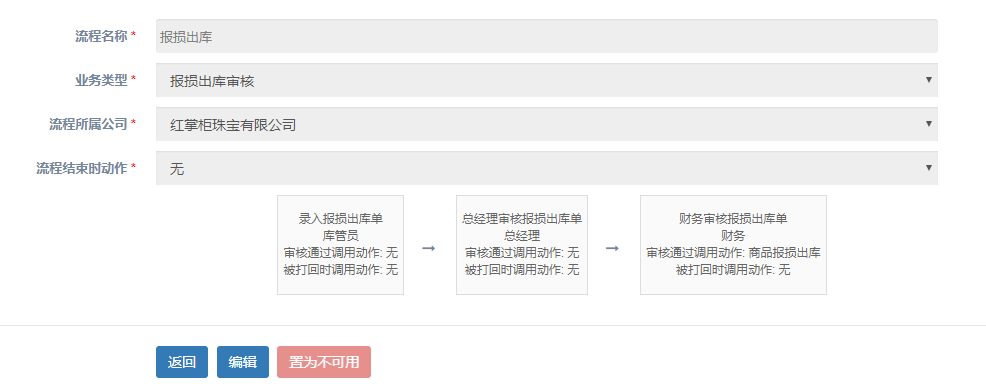 流程名称 *
报损出库
业务类型 *
报损出库审核
流程所属公司 *
红掌柜珠宝有限公司
流程结束时动作 *
无
录入报损出库单
库管员
审核通过调用动作: 无
被打回时调用动作: 无
→
总经理审核报损出库单
总经理
审核通过调用动作: 无
被打回时调用动作: 无
→
财务审核报损出库单
财务
审核通过调用动作: 商品报损出库
被打回时调用动作: 无
返回
编辑
置为不可用